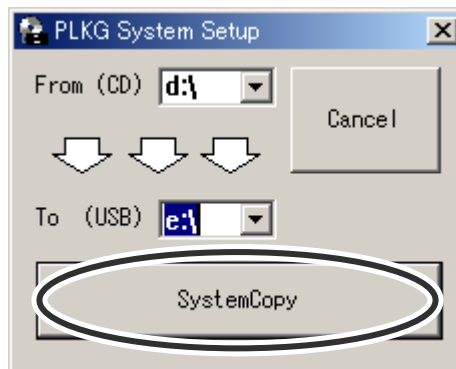 PLKG System Setup
From (CD) d:\
Cancel
To (USB) e:\
SystemCopy